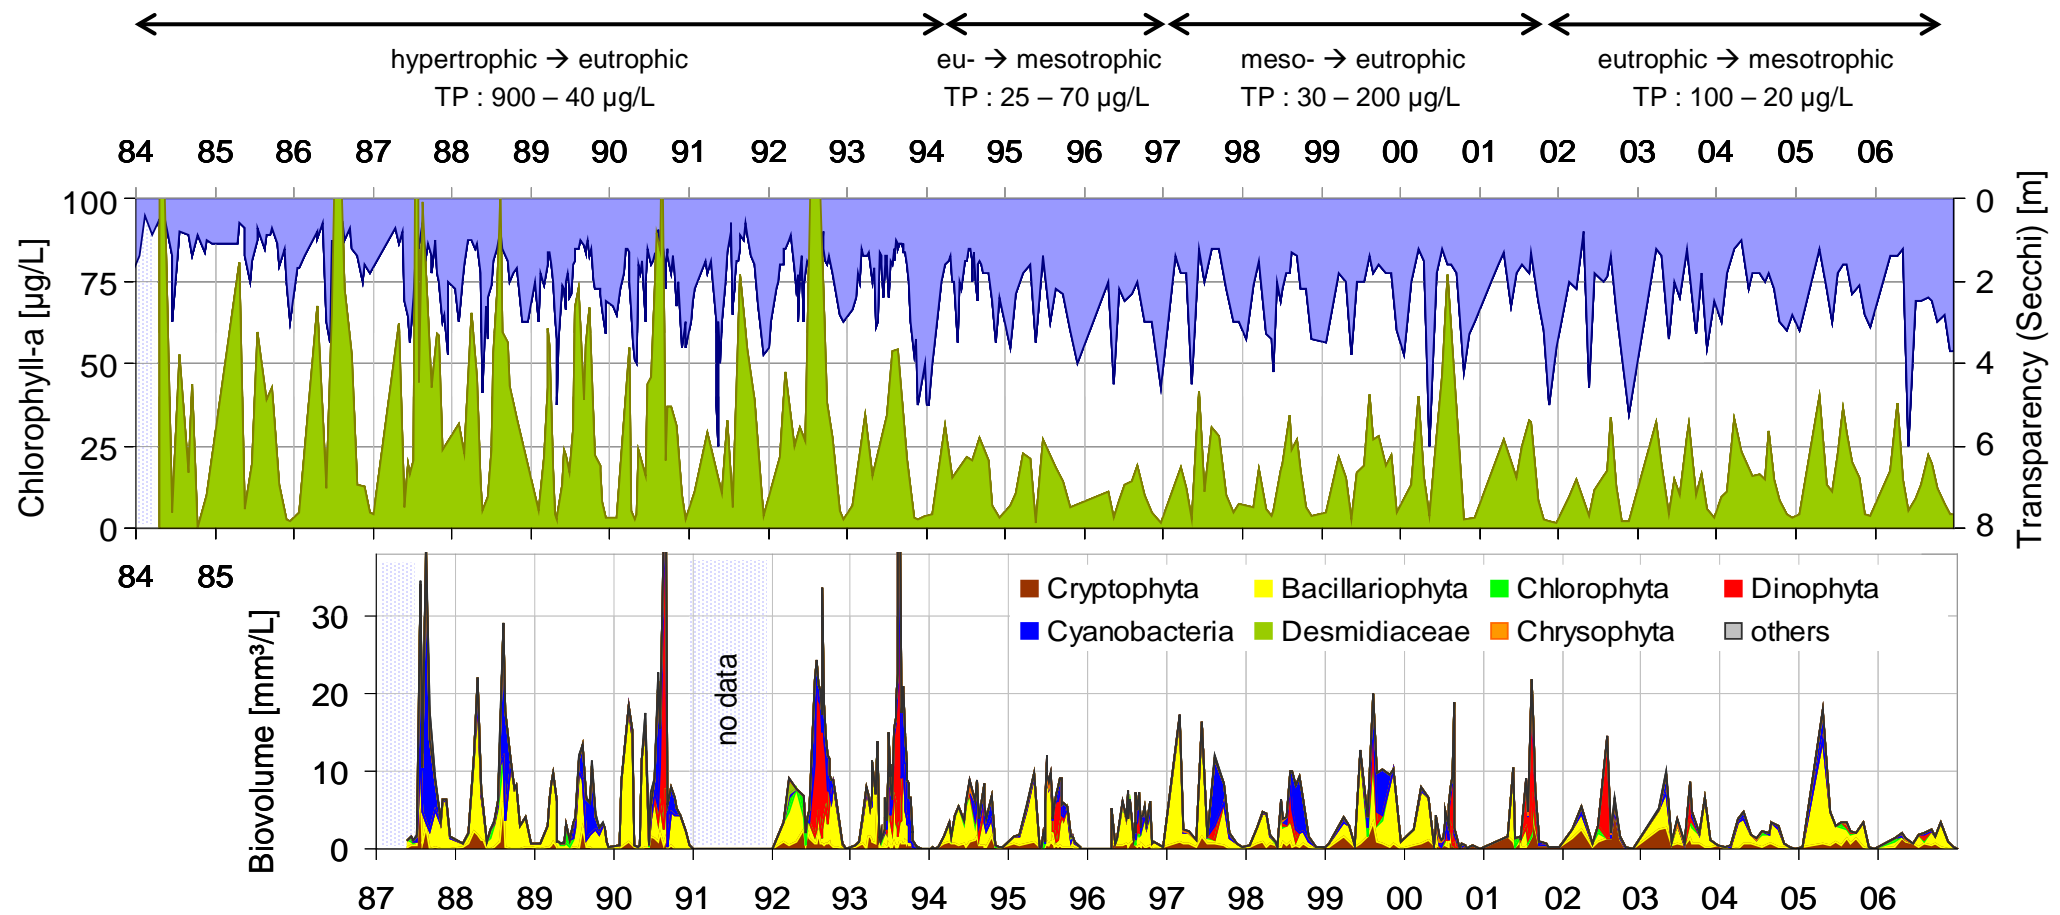 hypertrophic → eutrophic
eu- → mesotrophic
meso- → eutrophic
eutrophic → mesotrophic
TP : 900 – 40 µg/L
TP : 25 – 70 µg/L
TP : 30 – 200 µg/L
TP : 100 – 20 µg/L
84 85 86 87 88 89 90 91 92 93 94 95 96 97 98 99 00 01 02 03 04 05 06
Chlorophyll-a [µg/L]
100
75
50
25
0
Transparency (Secchi) [m]
0
2
4
6
8
84 85
Biovolume [mm³/L]
30
20
10
0
no data
Cryptophyta Bacillariophyta Chlorophyta Dinophyta
Cyanobacteria Desmidiaceae Chrysophyta others
87 88 89 90 91 92 93 94 95 96 97 98 99 00 01 02 03 04 05 06